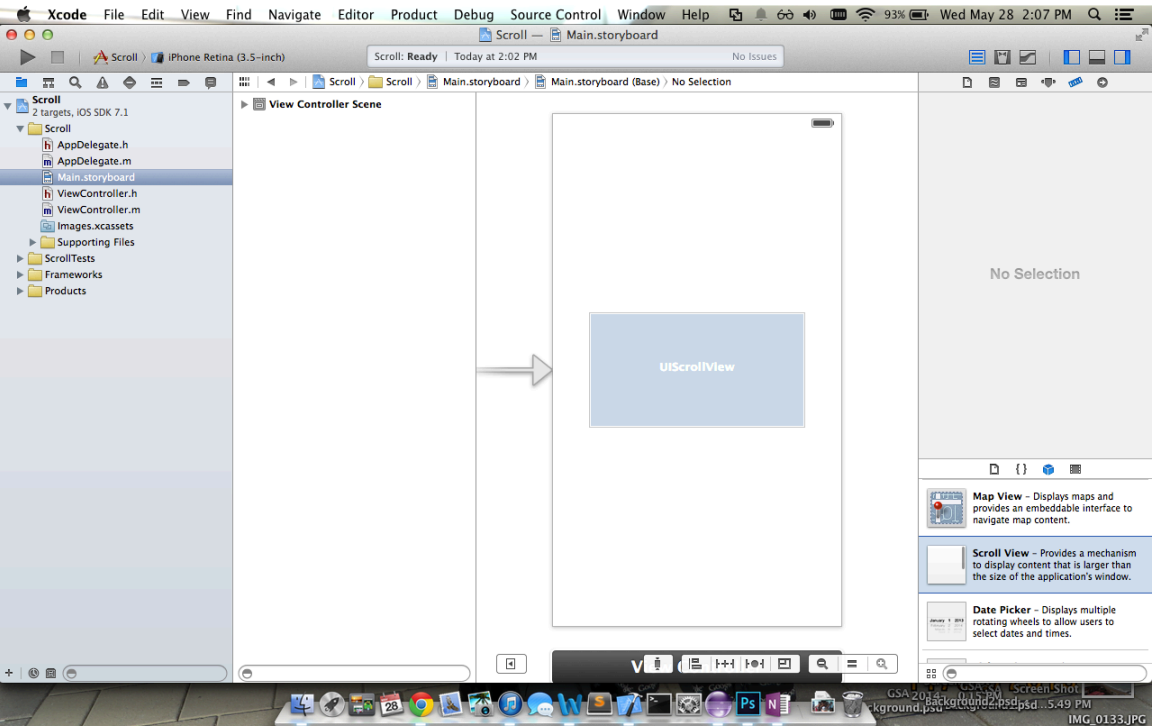 Xcode File Edit View Find Navigate Editor Product Debug Source Control Window Help 93% Wed May 28 2:07 PM
Scroll — Main.storyboard
Scroll iPhone Retina (3.5-inch)
Scroll: Ready Today at 2:02 PM No Issues
Scroll Scroll Main.storyboard Main.storyboard (Base) No Selection
Scroll
2 targets, iOS SDK 7.1
Scroll
AppDelegate.h
AppDelegate.m
Main.storyboard
ViewController.h
ViewController.m
Images.xcassets
Supporting Files
ScrollTests
Frameworks
Products
View Controller Scene
UIScrollView
No Selection
Map View - Displays maps and
provides an embeddable interface to
navigate map content.
Scroll View - Provides a mechanism
to display content that is larger than
the size of the application's window.
Date Picker - Displays multiple
rotating wheels to allow users to
select dates and times.
28
Ps
IMG_0133.JPG